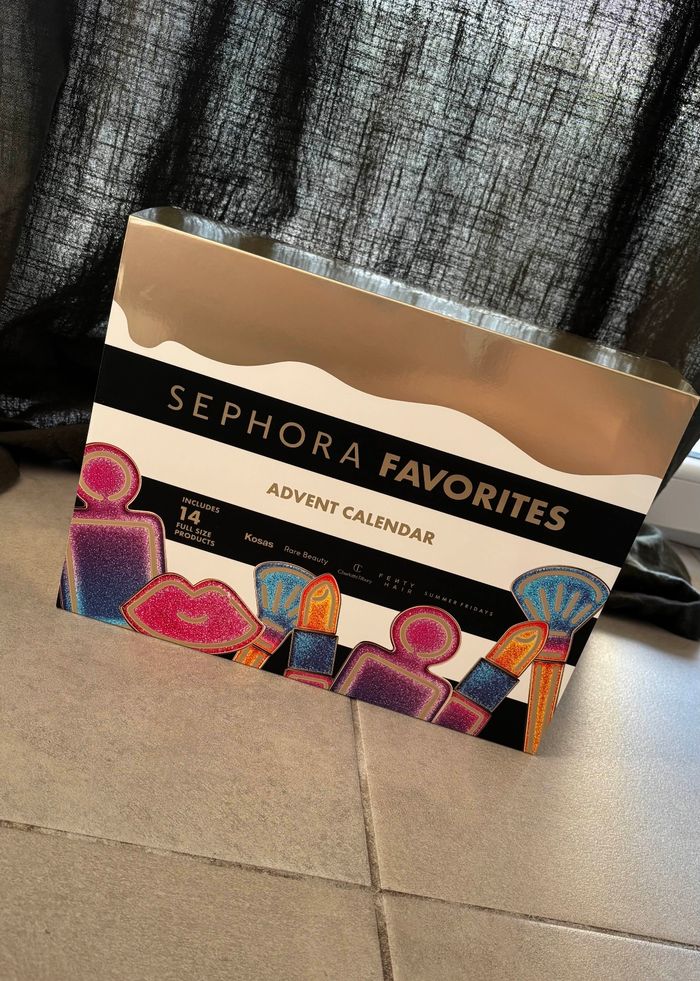 SEPHORA FAVORITES
ADVENT CALENDAR
INCLUDES
14
FULL SIZE
PRODUCTS
Kosas
Rare Beauty
Charlotte Tilbury
FENTY
HAIR
SUMMER FRIDAYS